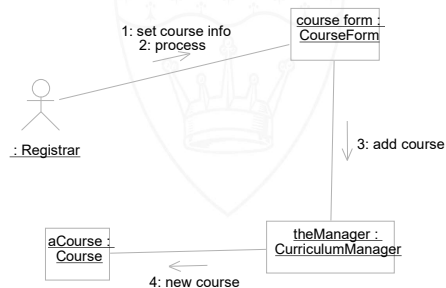 course form :
CourseForm
1: set course info
2: process
: Registrar
3: add course
theManager :
CurriculumManager
aCourse :
Course
4: new course